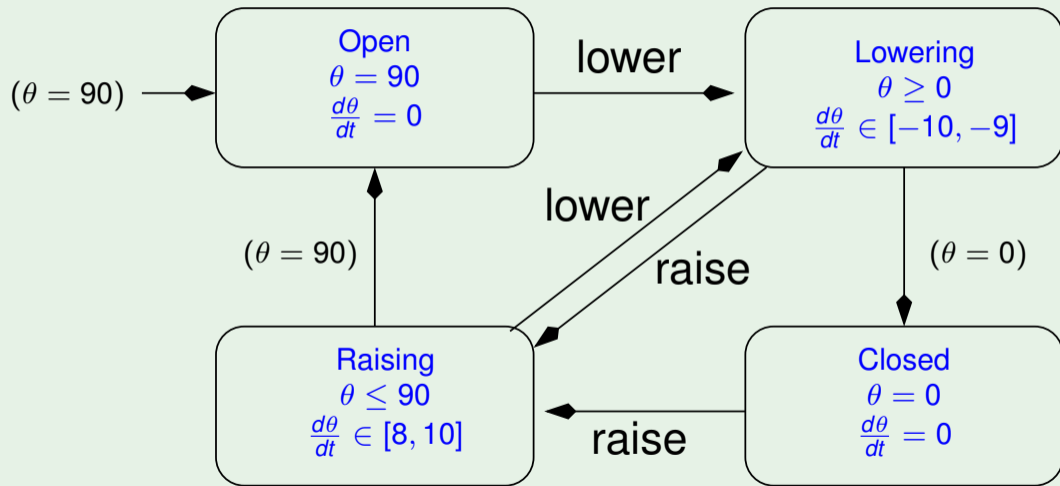 (θ = 90)
Open
θ = 90
dθ/dt = 0
lower
Lowering
θ ≥ 0
dθ/dt ∈ [−10, −9]
lower
raise
(θ = 90)
(θ = 0)
Raising
θ ≤ 90
dθ/dt ∈ [8, 10]
raise
Closed
θ = 0
dθ/dt = 0